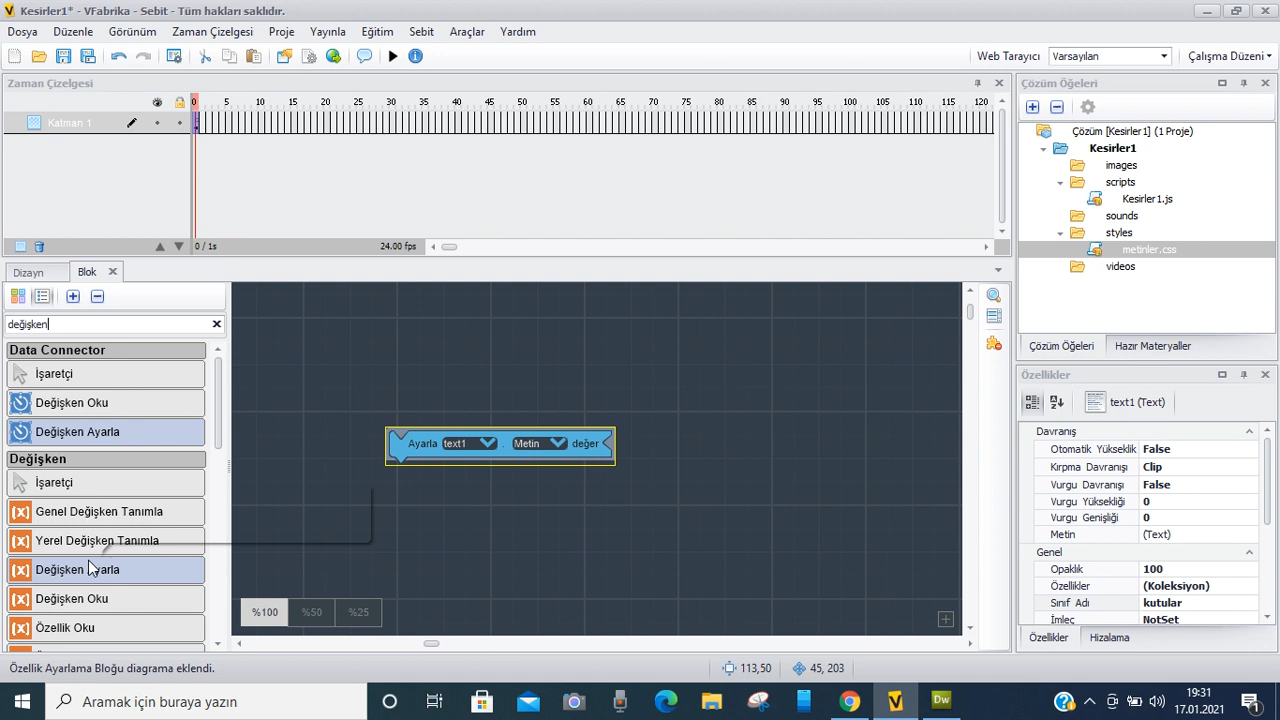 Kesirler1* - VFabrika - Sebit - Tüm hakları saklıdır.
Dosya Düzenle Görünüm Zaman Çizelgesi Proje Yayınla Eğitim Sebit Araçlar Yardım
Web Tarayıcı Varsayılan Çalışma Düzeni
Zaman Çizelgesi
0 5 10 15 20 25 30 35 40 45 50 55 60 65 70 75 80 85 90 95 100 105 110 115 120
Katman 1
0 / 1s 24.00 fps
Çözüm Öğeleri
Çözüm [Kesirler1] (1 Proje)
Kesirler1
images
scripts
Kesirler1.js
sounds
styles
metinler.css
videos
Çözüm Öğeleri Hazır Materyaller
Dizayn Blok
değişken
Data Connector
İşaretçi
Değişken Oku
Değişken Ayarla
Değişken
İşaretçi
Genel Değişken Tanımla
Yerel Değişken Tanımla
Değişken Ayarla
Değişken Oku
Özellik Oku
Ayarla text1 . Metin değer
%100 %50 %25
Özellikler
text1 (Text)
Davranış
Otomatik Yükseklik False
Kırpma Davranışı Clip
Vurgu Davranışı False
Vurgu Yüksekliği 0
Vurgu Genişliği 0
Metin (Text)
Genel
Opaklık 100
Özellikler (Koleksiyon)
Sınıf Adı kutular
İmleç NotSet
Özellikler Hizalama
Özellik Ayarlama Bloğu diagrama eklendi.
113,50 45, 203
Aramak için buraya yazın
Dw
19:31
17.01.2021
1